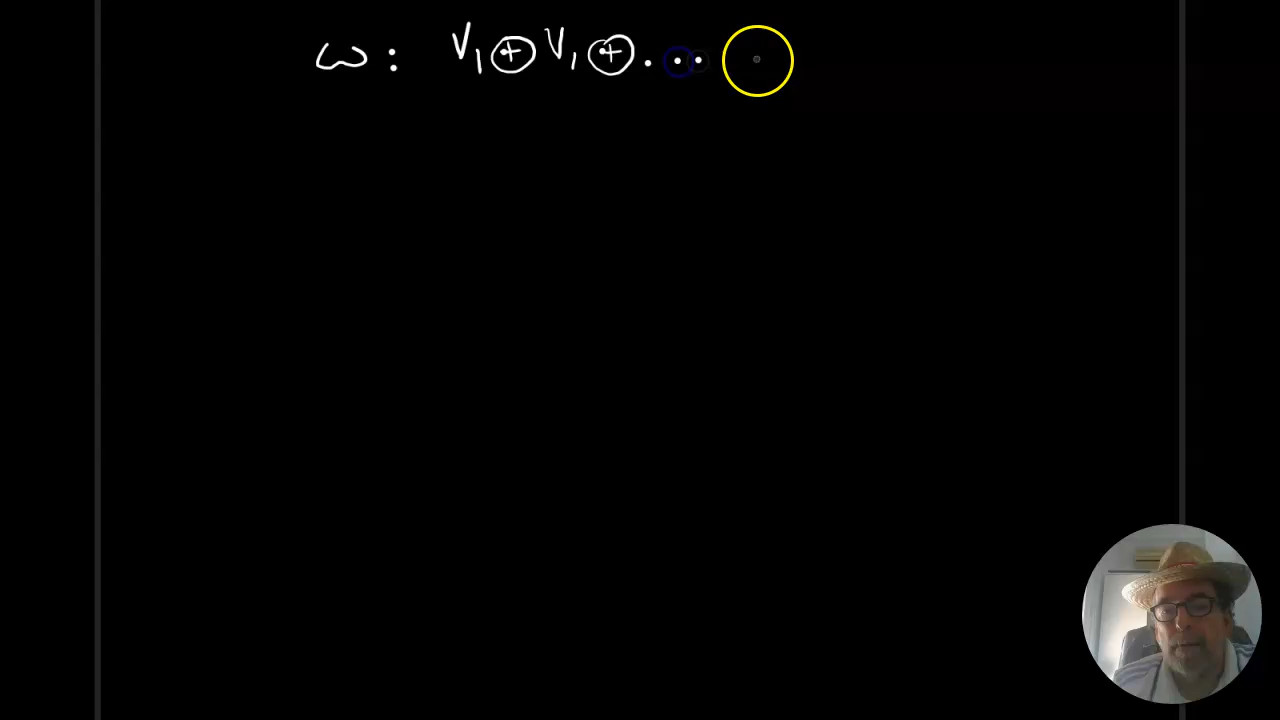 ω : V₁ ⊕ V₁ ⊕ . . .